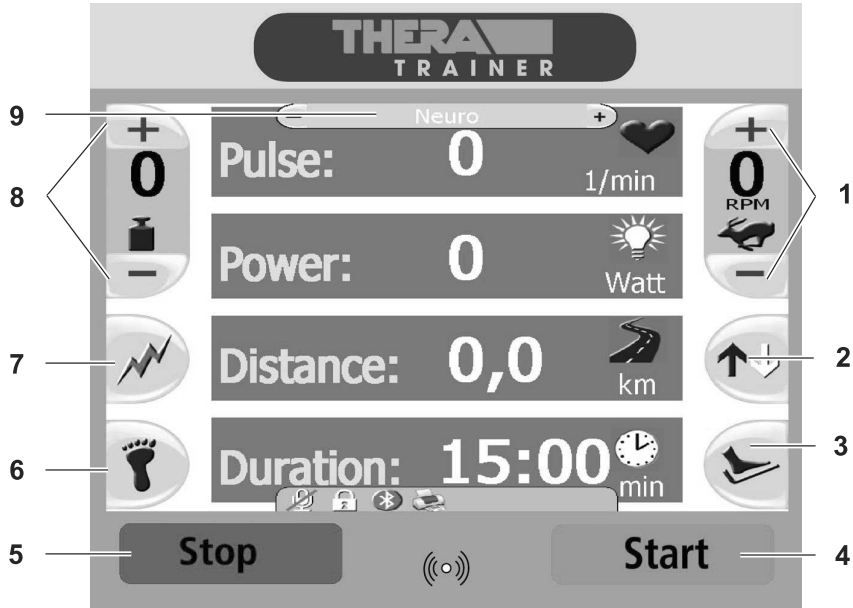 THERA
TRAINER
9
− Neuro +
+
0
−
8
Pulse: 0 1/min
+
0
RPM
−
1
Power: 0 Watt
7
Distance: 0,0 km
2
6
Duration: 15:00 min
3
5
Stop
Start
4